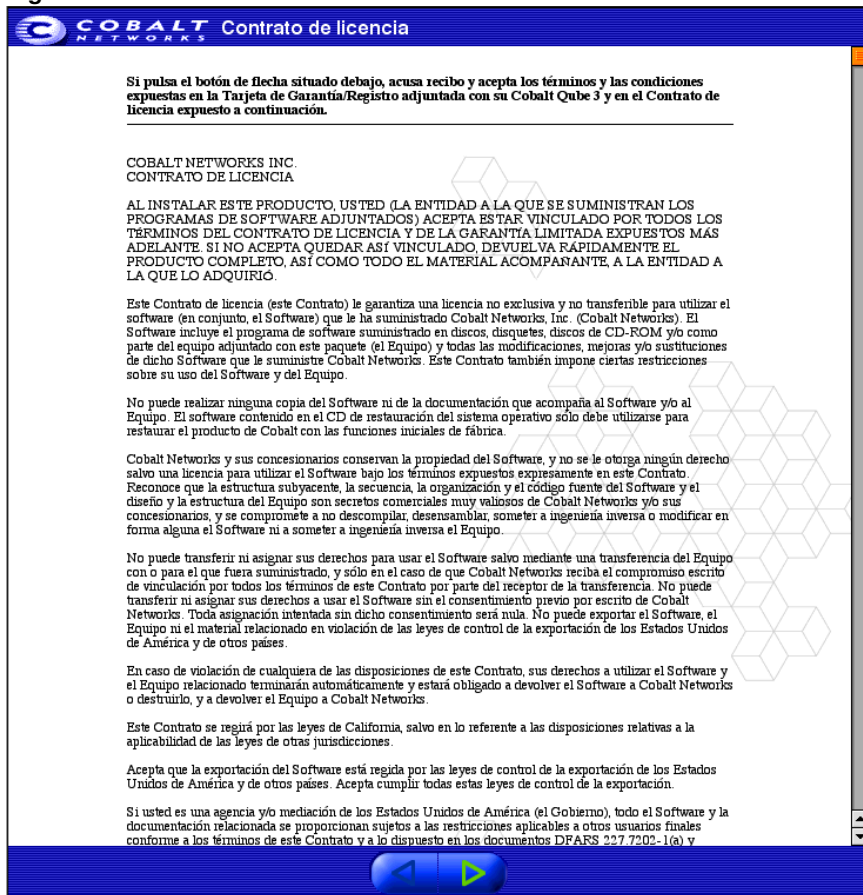 COBALT Contrato de licencia
NETWORKS
Si pulsa el botón de flecha situado debajo, acusa recibo y acepta los términos y las condiciones
expuestas en la Tarjeta de Garantía/Registro adjuntada con su Cobalt Qube 3 y en el Contrato de
licencia expuesto a continuación.
COBALT NETWORKS INC.
CONTRATO DE LICENCIA
AL INSTALAR ESTE PRODUCTO, USTED (LA ENTIDAD A LA QUE SE SUMINISTRAN LOS
PROGRAMAS DE SOFTWARE ADJUNTADOS) ACEPTA ESTAR VINCULADO POR TODOS LOS
TÉRMINOS DEL CONTRATO DE LICENCIA Y DE LA GARANTÍA LIMITADA EXPUESTOS MÁS
ADELANTE. SI NO ACEPTA QUEDAR ASÍ VINCULADO, DEVUELVA RÁPIDAMENTE EL
PRODUCTO COMPLETO, ASÍ COMO TODO EL MATERIAL ACOMPAÑANTE, A LA ENTIDAD A
LA QUE LO ADQUIRIÓ.
Este Contrato de licencia (este Contrato) le garantiza una licencia no exclusiva y no transferible para utilizar el
software (en conjunto, el Software) que le ha suministrado Cobalt Networks, Inc. (Cobalt Networks). El
Software incluye el programa de software suministrado en discos, disquetes, discos de CD-ROM y/o como
parte del equipo adjuntado con este paquete (el Equipo) y todas las modificaciones, mejoras y/o sustituciones
de dicho Software que le suministre Cobalt Networks. Este Contrato también impone ciertas restricciones
sobre su uso del Software y del Equipo.
No puede realizar ninguna copia del Software ni de la documentación que acompaña al Software y/o al
Equipo. El software contenido en el CD de restauración del sistema operativo sólo debe utilizarse para
restaurar el producto de Cobalt con las funciones iniciales de fábrica.
Cobalt Networks y sus concesionarios conservan la propiedad del Software, y no se le otorga ningún derecho
salvo una licencia para utilizar el Software bajo los términos expuestos expresamente en este Contrato.
Reconoce que la estructura subyacente, la secuencia, la organización y el código fuente del Software y el
diseño y la estructura del Equipo son secretos comerciales muy valiosos de Cobalt Networks y/o sus
concesionarios, y se compromete a no descompilar, desensamblar, someter a ingeniería inversa o modificar en
forma alguna el Software ni a someter a ingeniería inversa el Equipo.
No puede transferir ni asignar sus derechos para usar el Software salvo mediante una transferencia del Equipo
con o para el que fuera suministrado, y sólo en el caso de que Cobalt Networks reciba el compromiso escrito
de vinculación por todos los términos de este Contrato por parte del receptor de la transferencia. No puede
transferir ni asignar sus derechos a usar el Software sin el consentimiento previo por escrito de Cobalt
Networks. Toda asignación intentada sin dicho consentimiento será nula. No puede exportar el Software, el
Equipo ni el material relacionado en violación de las leyes de control de la exportación de los Estados Unidos
de América y de otros países.
En caso de violación de cualquiera de las disposiciones de este Contrato, sus derechos a utilizar el Software y
el Equipo relacionado terminarán automáticamente y estará obligado a devolver el Software a Cobalt Networks
o destruirlo, y a devolver el Equipo a Cobalt Networks.
Este Contrato se regirá por las leyes de California, salvo en lo referente a las disposiciones relativas a la
aplicabilidad de las leyes de otras jurisdicciones.
Acepta que la exportación del Software está regida por las leyes de control de la exportación de los Estados
Unidos de América y de otros países. Acepta cumplir todas estas leyes de control de la exportación.
Si usted es una agencia y/o mediación de los Estados Unidos de América (el Gobierno), todo el Software y la
documentación relacionada se proporcionan sujetos a las restricciones aplicables a otros usuarios finales
conforme a los términos de este Contrato y a lo dispuesto en los documentos DFARS 227.7202-1(a) y